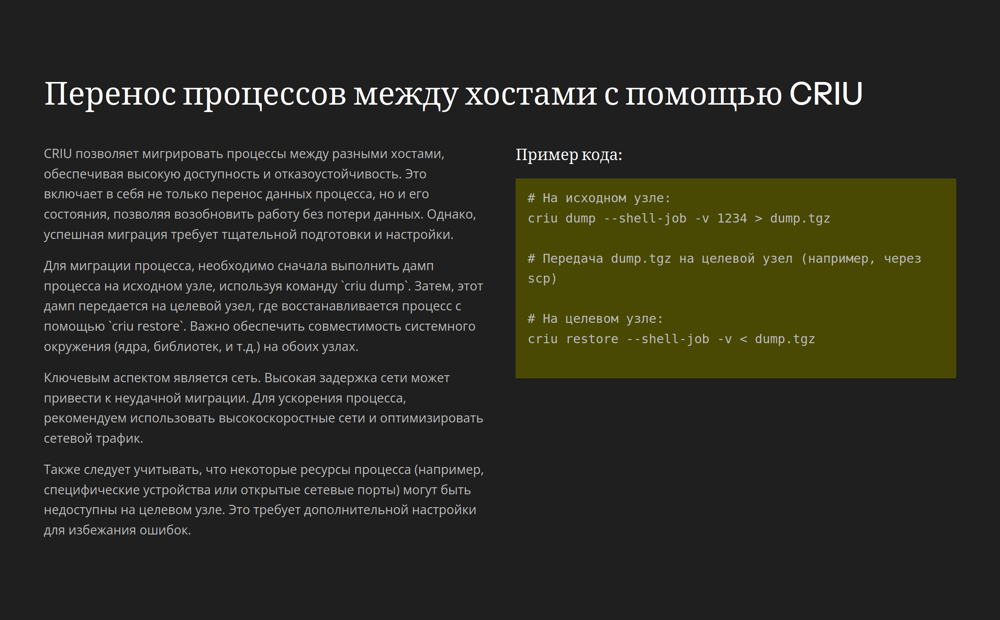 Перенос процессов между хостами с помощью CRIU
CRIU позволяет мигрировать процессы между разными хостами,
обеспечивая высокую доступность и отказоустойчивость. Это
включает в себя не только перенос данных процесса, но и его
состояния, позволяя возобновить работу без потери данных. Однако,
успешная миграция требует тщательной подготовки и настройки.
Для миграции процесса, необходимо сначала выполнить дамп
процесса на исходном узле, используя команду `criu dump`. Затем, этот
дамп передается на целевой узел, где восстанавливается процесс с
помощью `criu restore`. Важно обеспечить совместимость системного
окружения (ядра, библиотек, и т.д.) на обоих узлах.
Ключевым аспектом является сеть. Высокая задержка сети может
привести к неудачной миграции. Для ускорения процесса,
рекомендуем использовать высокоскоростные сети и оптимизировать
сетевой трафик.
Также следует учитывать, что некоторые ресурсы процесса (например,
специфические устройства или открытые сетевые порты) могут быть
недоступны на целевом узле. Это требует дополнительной настройки
для избежания ошибок.
Пример кода:
# На исходном узле:
criu dump --shell-job -v 1234 > dump.tgz
# Передача dump.tgz на целевой узел (например, через
scp)
# На целевом узле:
criu restore --shell-job -v < dump.tgz